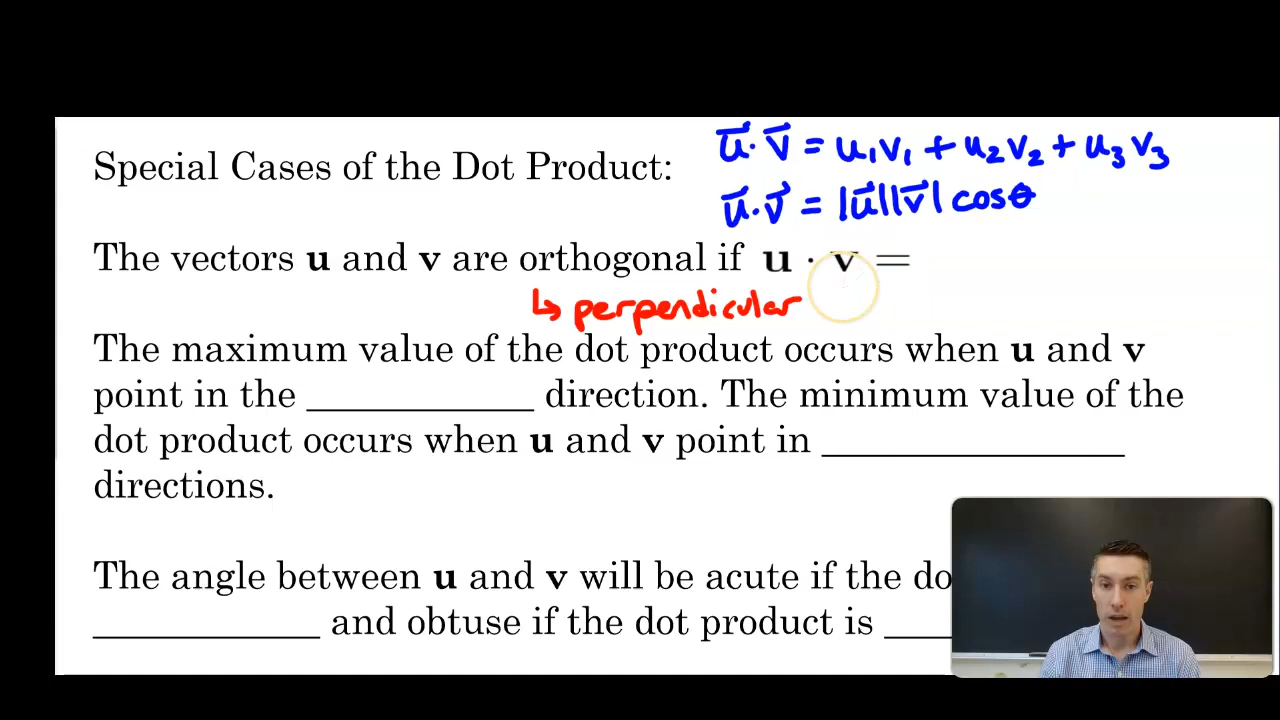 Special Cases of the Dot Product:
u⃗·v⃗ = u₁v₁ + u₂v₂ + u₃v₃
u⃗·v⃗ = |u⃗||v⃗| cosθ
The vectors u and v are orthogonal if u · v =
↳ perpendicular
The maximum value of the dot product occurs when u and v
point in the ____________ direction. The minimum value of the
dot product occurs when u and v point in ________________
directions.
The angle between u and v will be acute if the do
____________ and obtuse if the dot product is ____